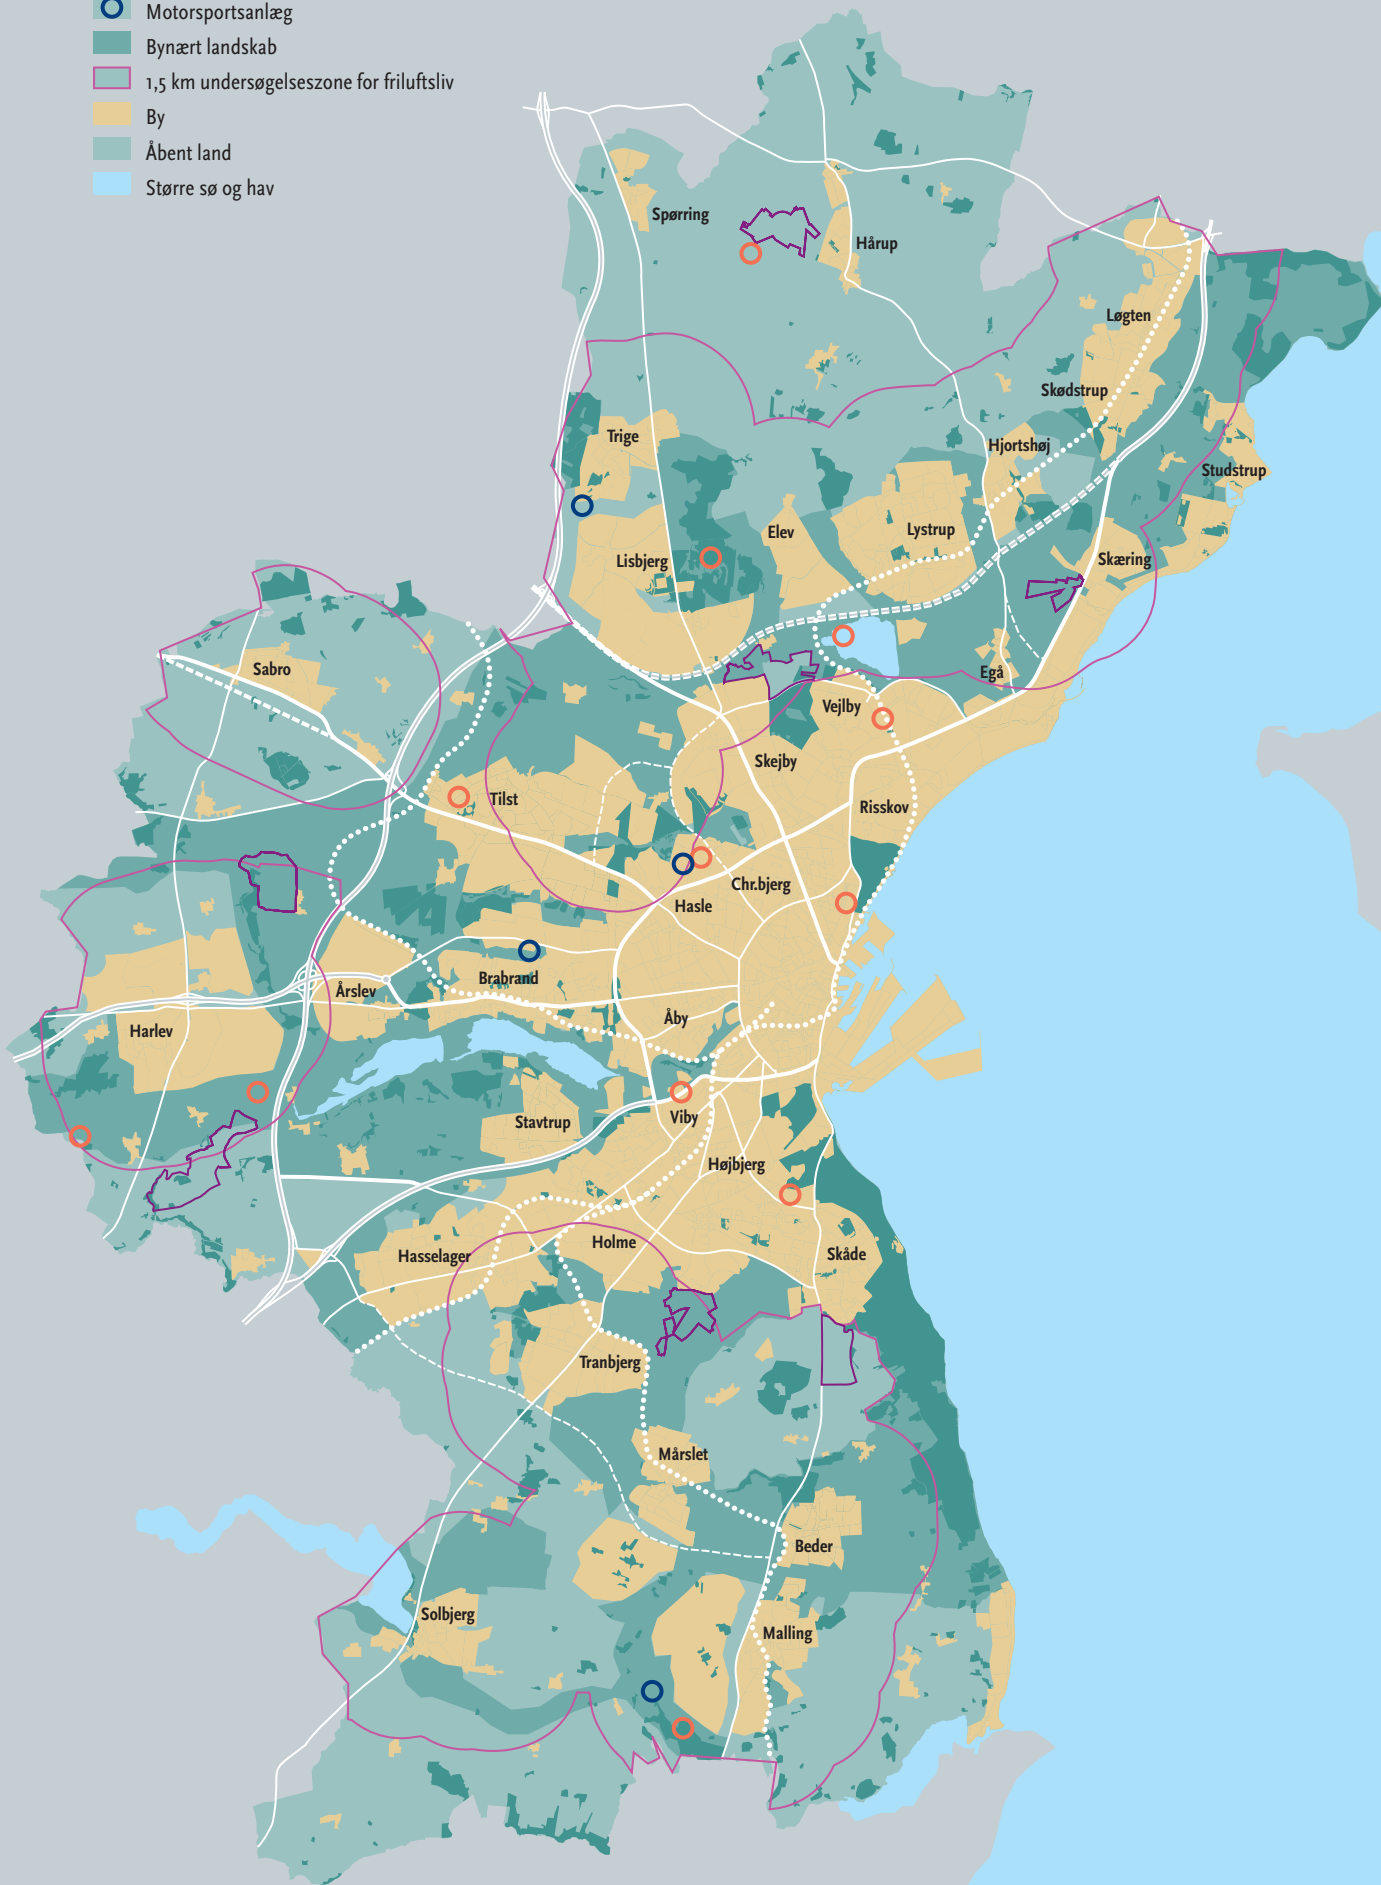 Motorsportsanlæg
Bynært landskab
1,5 km undersøgelseszone for friluftsliv
By
Åbent land
Større sø og hav
Spørring
Hårup
Løgten
Skødstrup
Trige
Hjortshøj
Studstrup
Elev
Lystrup
Lisbjerg
Skæring
Sabro
Egå
Vejlby
Skejby
Tilst
Risskov
Chr.bjerg
Hasle
Brabrand
Årslev
Åby
Harlev
Stavtrup
Viby
Højbjerg
Holme
Hasselager
Skåde
Tranbjerg
Mårslet
Beder
Solbjerg
Malling